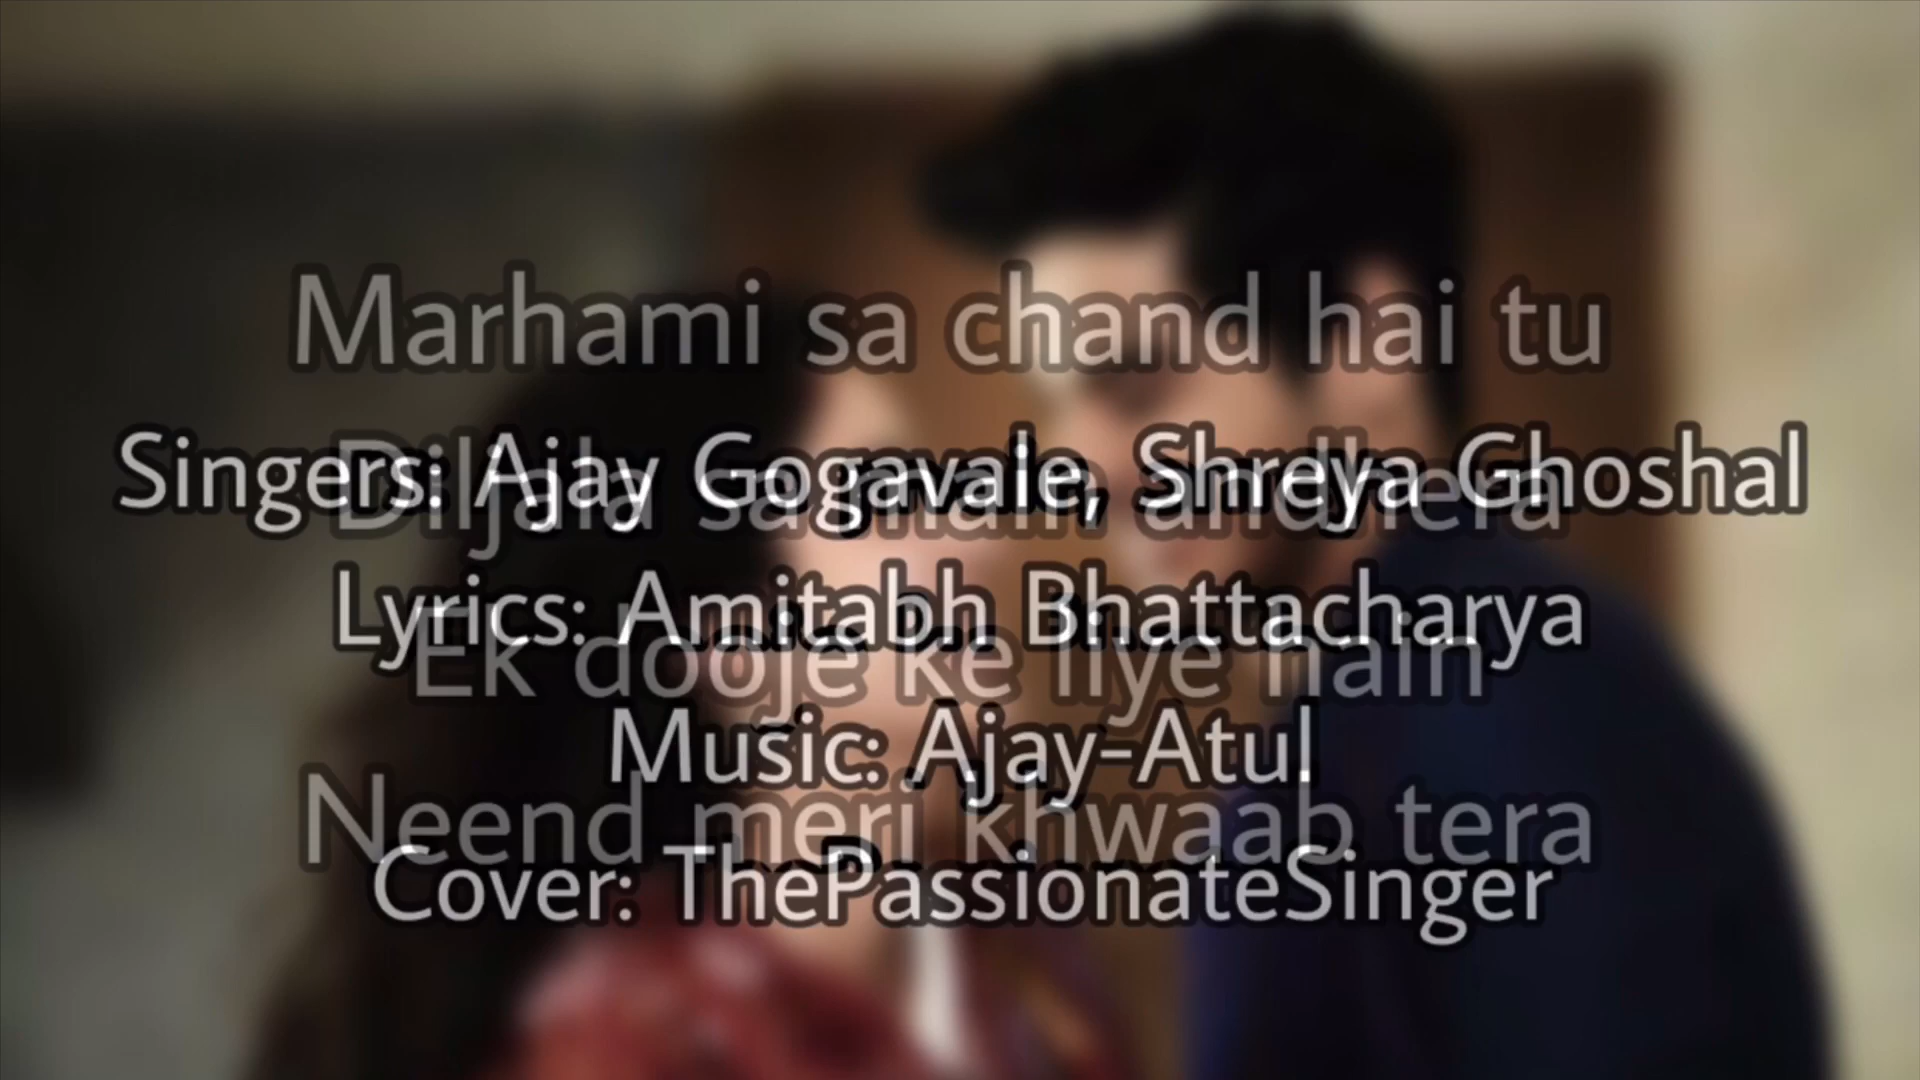 Marhami sa chand hai tu
Singers: Ajay Gogavale, Shreya Ghoshal
Diljala sa main andhera
Lyrics: Amitabh Bhattacharya
Ek dooje ke liye hain
Music: Ajay-Atul
Neend meri khwaab tera
Cover: ThePassionateSinger